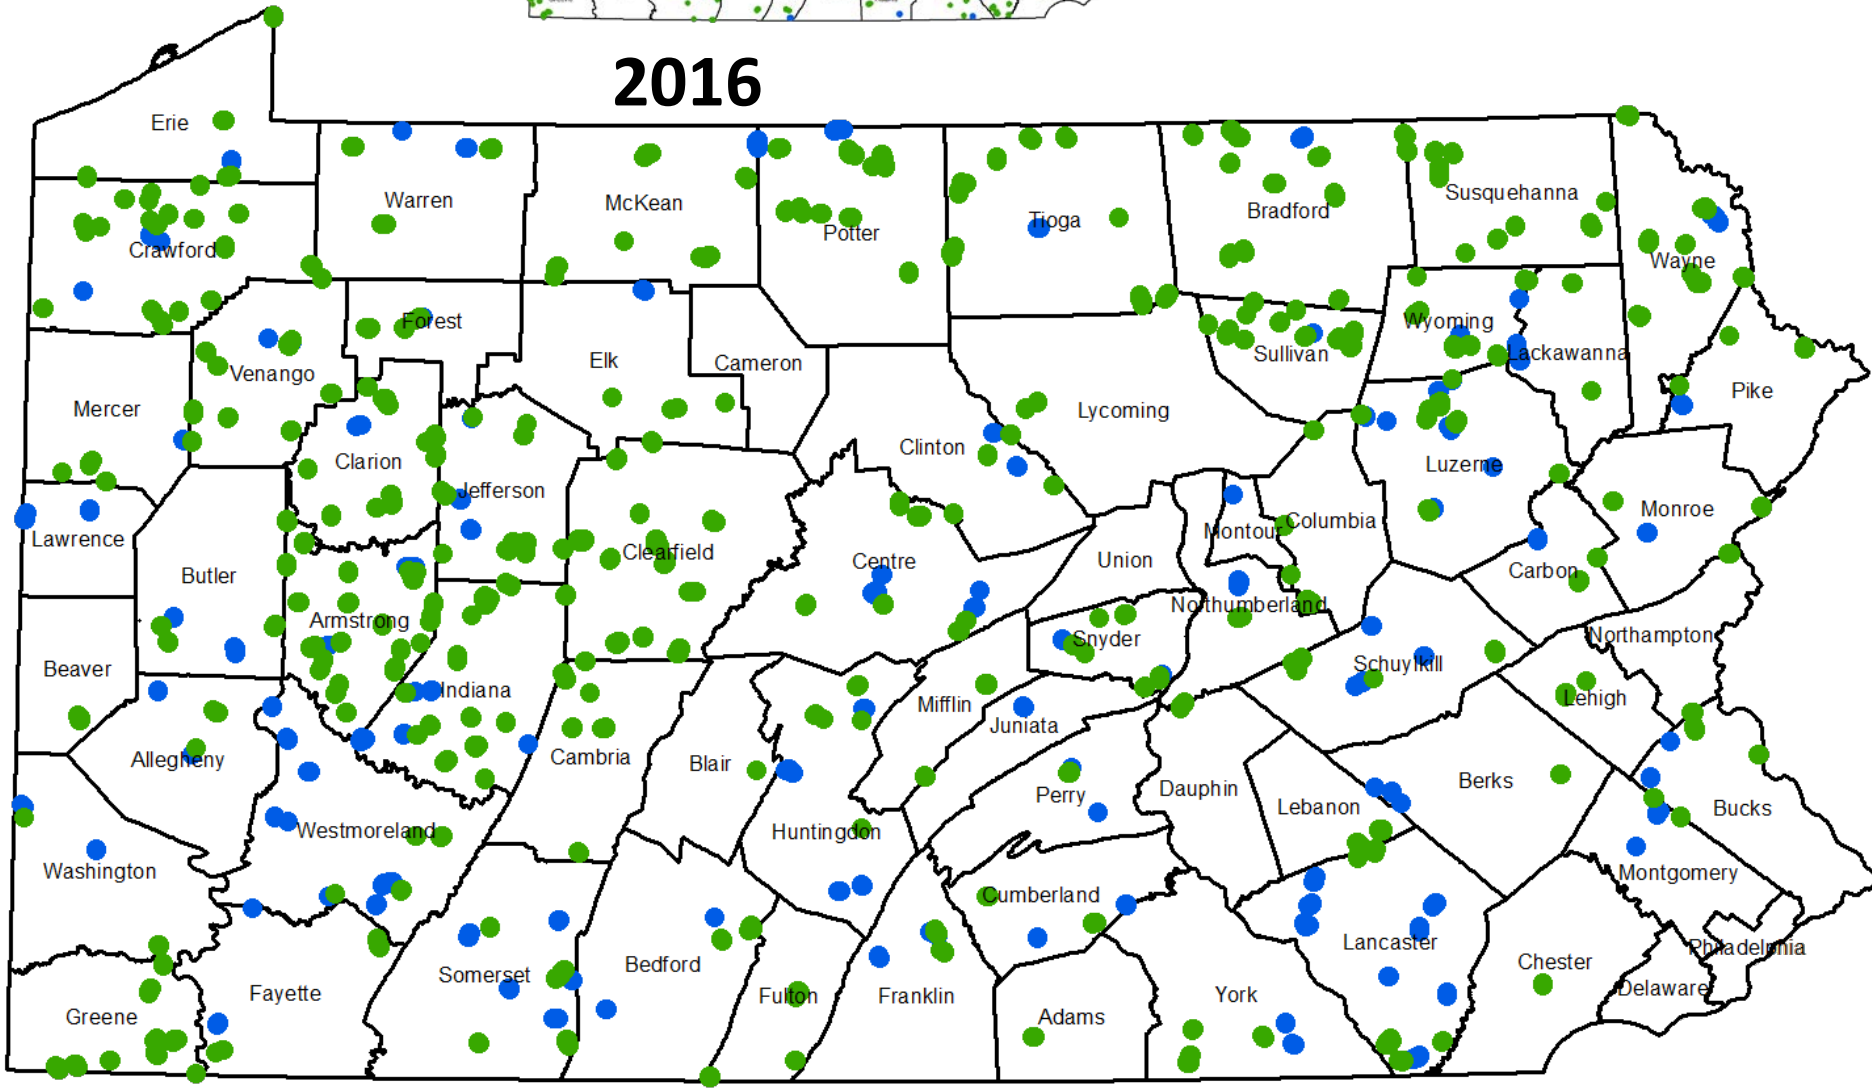 2016
Erie
Warren
McKean
Potter
Tioga
Bradford
Susquehanna
Wayne
Crawford
Forest
Wyoming
Lackawanna
Sullivan
Venango
Elk
Cameron
Pike
Mercer
Lycoming
Clinton
Clarion
Luzerne
Jefferson
Monroe
Lawrence
Montour
Columbia
Clearfield
Centre
Union
Butler
Carbon
Armstrong
Northumberland
Northampton
Beaver
Snyder
Schuylkill
Indiana
Mifflin
Juniata
Lehigh
Allegheny
Cambria
Blair
Perry
Dauphin
Lebanon
Berks
Bucks
Westmoreland
Huntingdon
Washington
Montgomery
Cumberland
Lancaster
Philadelphia
Somerset
Bedford
Chester
Fayette
Fulton
Franklin
York
Delaware
Greene
Adams